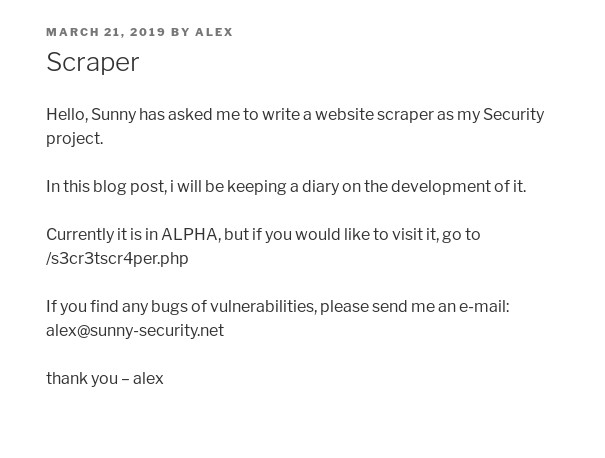 MARCH 21, 2019 BY ALEX
Scraper
Hello, Sunny has asked me to write a website scraper as my Security
project.
In this blog post, i will be keeping a diary on the development of it.
Currently it is in ALPHA, but if you would like to visit it, go to
/s3cr3tscr4per.php
If you find any bugs of vulnerabilities, please send me an e-mail:
alex@sunny-security.net
thank you – alex